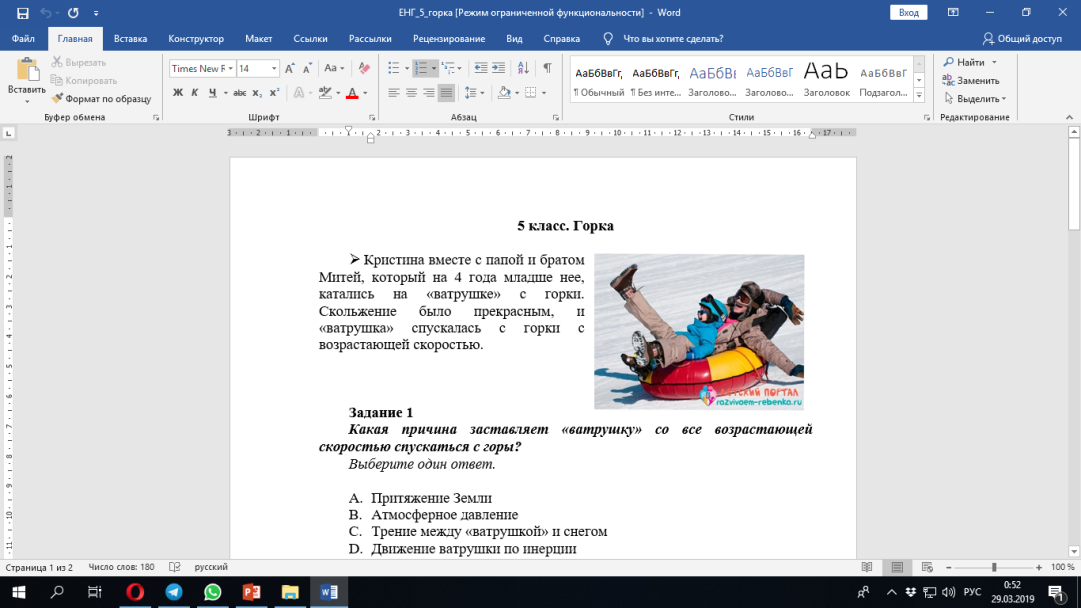 ЕНГ_5_горка [Режим ограниченной функциональности] - Word
Вход
Файл Главная Вставка Конструктор Макет Ссылки Рассылки Рецензирование Вид Справка Что вы хотите сделать? Общий доступ
Вставить
Вырезать
Копировать
Формат по образцу
Буфер обмена
Times New R 14
Шрифт
Абзац
АаБбВвГг, АаБбВвГг, АаБбВı АаБбВвГ АаЬ АаБбВвГ
¶ Обычный ¶ Без инте... Заголово... Заголово... Заголовок Подзагол...
Стили
Найти
Заменить
Выделить
Редактирование
5 класс. Горка
➢ Кристина вместе с папой и братом
Митей, который на 4 года младше нее,
катались на «ватрушке» с горки.
Скольжение было прекрасным, и
«ватрушка» спускалась с горки с
возрастающей скоростью.
ДЕТСКИЙ ПОРТАЛ
razvivaem-rebenka.ru
Задание 1
Какая причина заставляет «ватрушку» со все возрастающей
скоростью спускаться с горы?
Выберите один ответ.
A. Притяжение Земли
B. Атмосферное давление
C. Трение между «ватрушкой» и снегом
D. Движение ватрушки по инерции
Страница 1 из 2 Число слов: 180 русский 100 %
РУС
0:52
29.03.2019